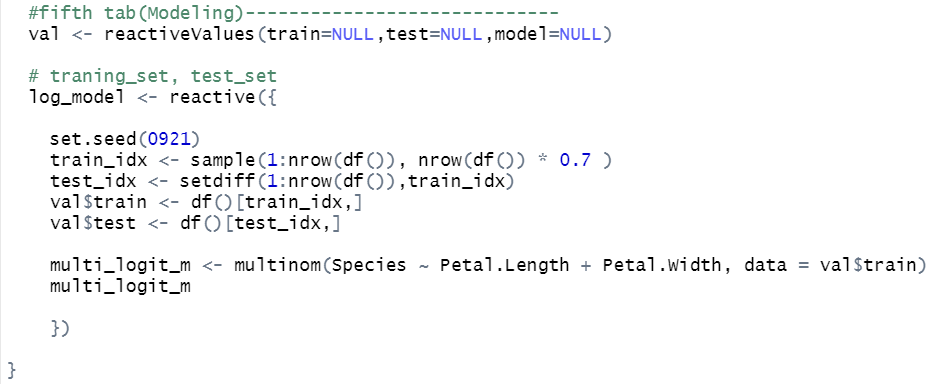 #fifth tab(Modeling)-----------------------------
val <- reactiveValues(train=NULL,test=NULL,model=NULL)
# traning_set, test_set
log_model <- reactive({
set.seed(0921)
train_idx <- sample(1:nrow(df()), nrow(df()) * 0.7 )
test_idx <- setdiff(1:nrow(df()),train_idx)
val$train <- df()[train_idx,]
val$test <- df()[test_idx,]
multi_logit_m <- multinom(Species ~ Petal.Length + Petal.Width, data = val$train)
multi_logit_m
})
}